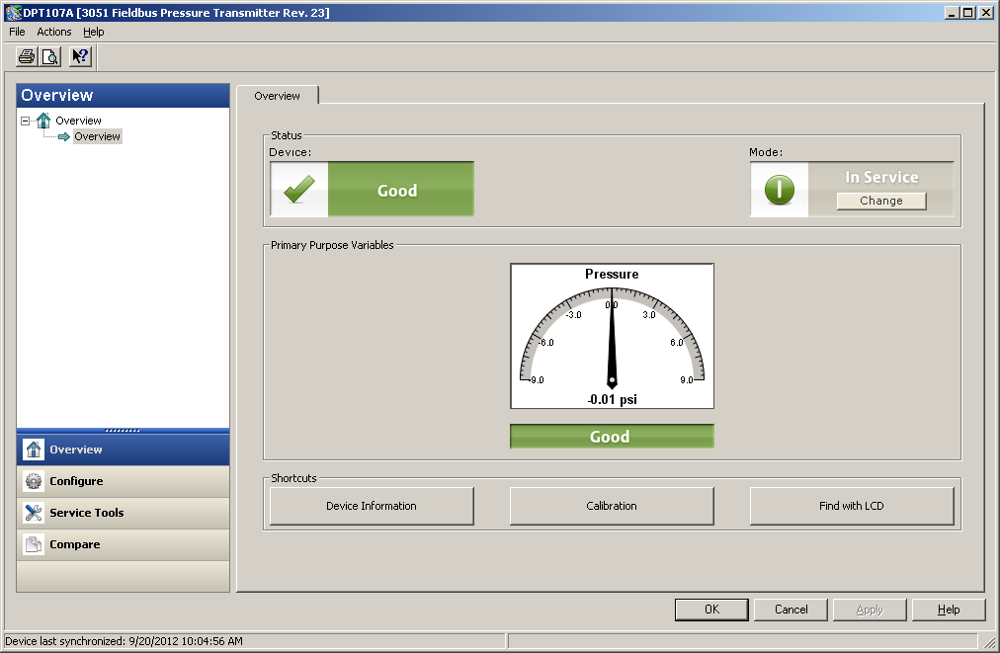 DPT107A [3051 Fieldbus Pressure Transmitter Rev. 23]
File Actions Help
Overview
Overview
Overview
Overview
Status
Device:
Good
Mode:
In Service
Change
Primary Purpose Variables
Pressure
-9.0 -6.0 -3.0 0.0 3.0 6.0 9.0
-0.01 psi
Good
Shortcuts
Device Information Calibration Find with LCD
Overview
Configure
Service Tools
Compare
OK Cancel Apply Help
Device last synchronized: 9/20/2012 10:04:56 AM